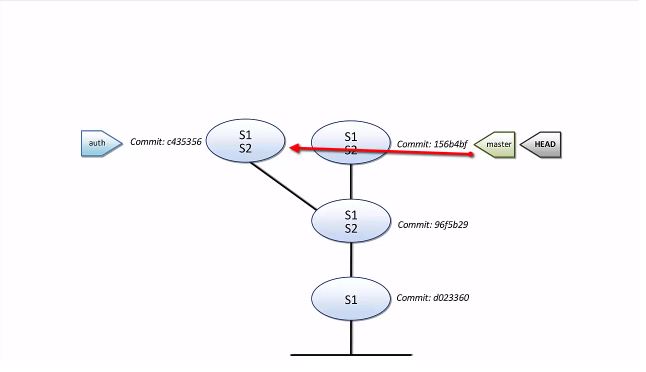 auth
Commit: c435356
S1
S2
S1
S2
Commit: 156b4bf
master
HEAD
S1
S2
Commit: 96f5b29
S1
Commit: d023360